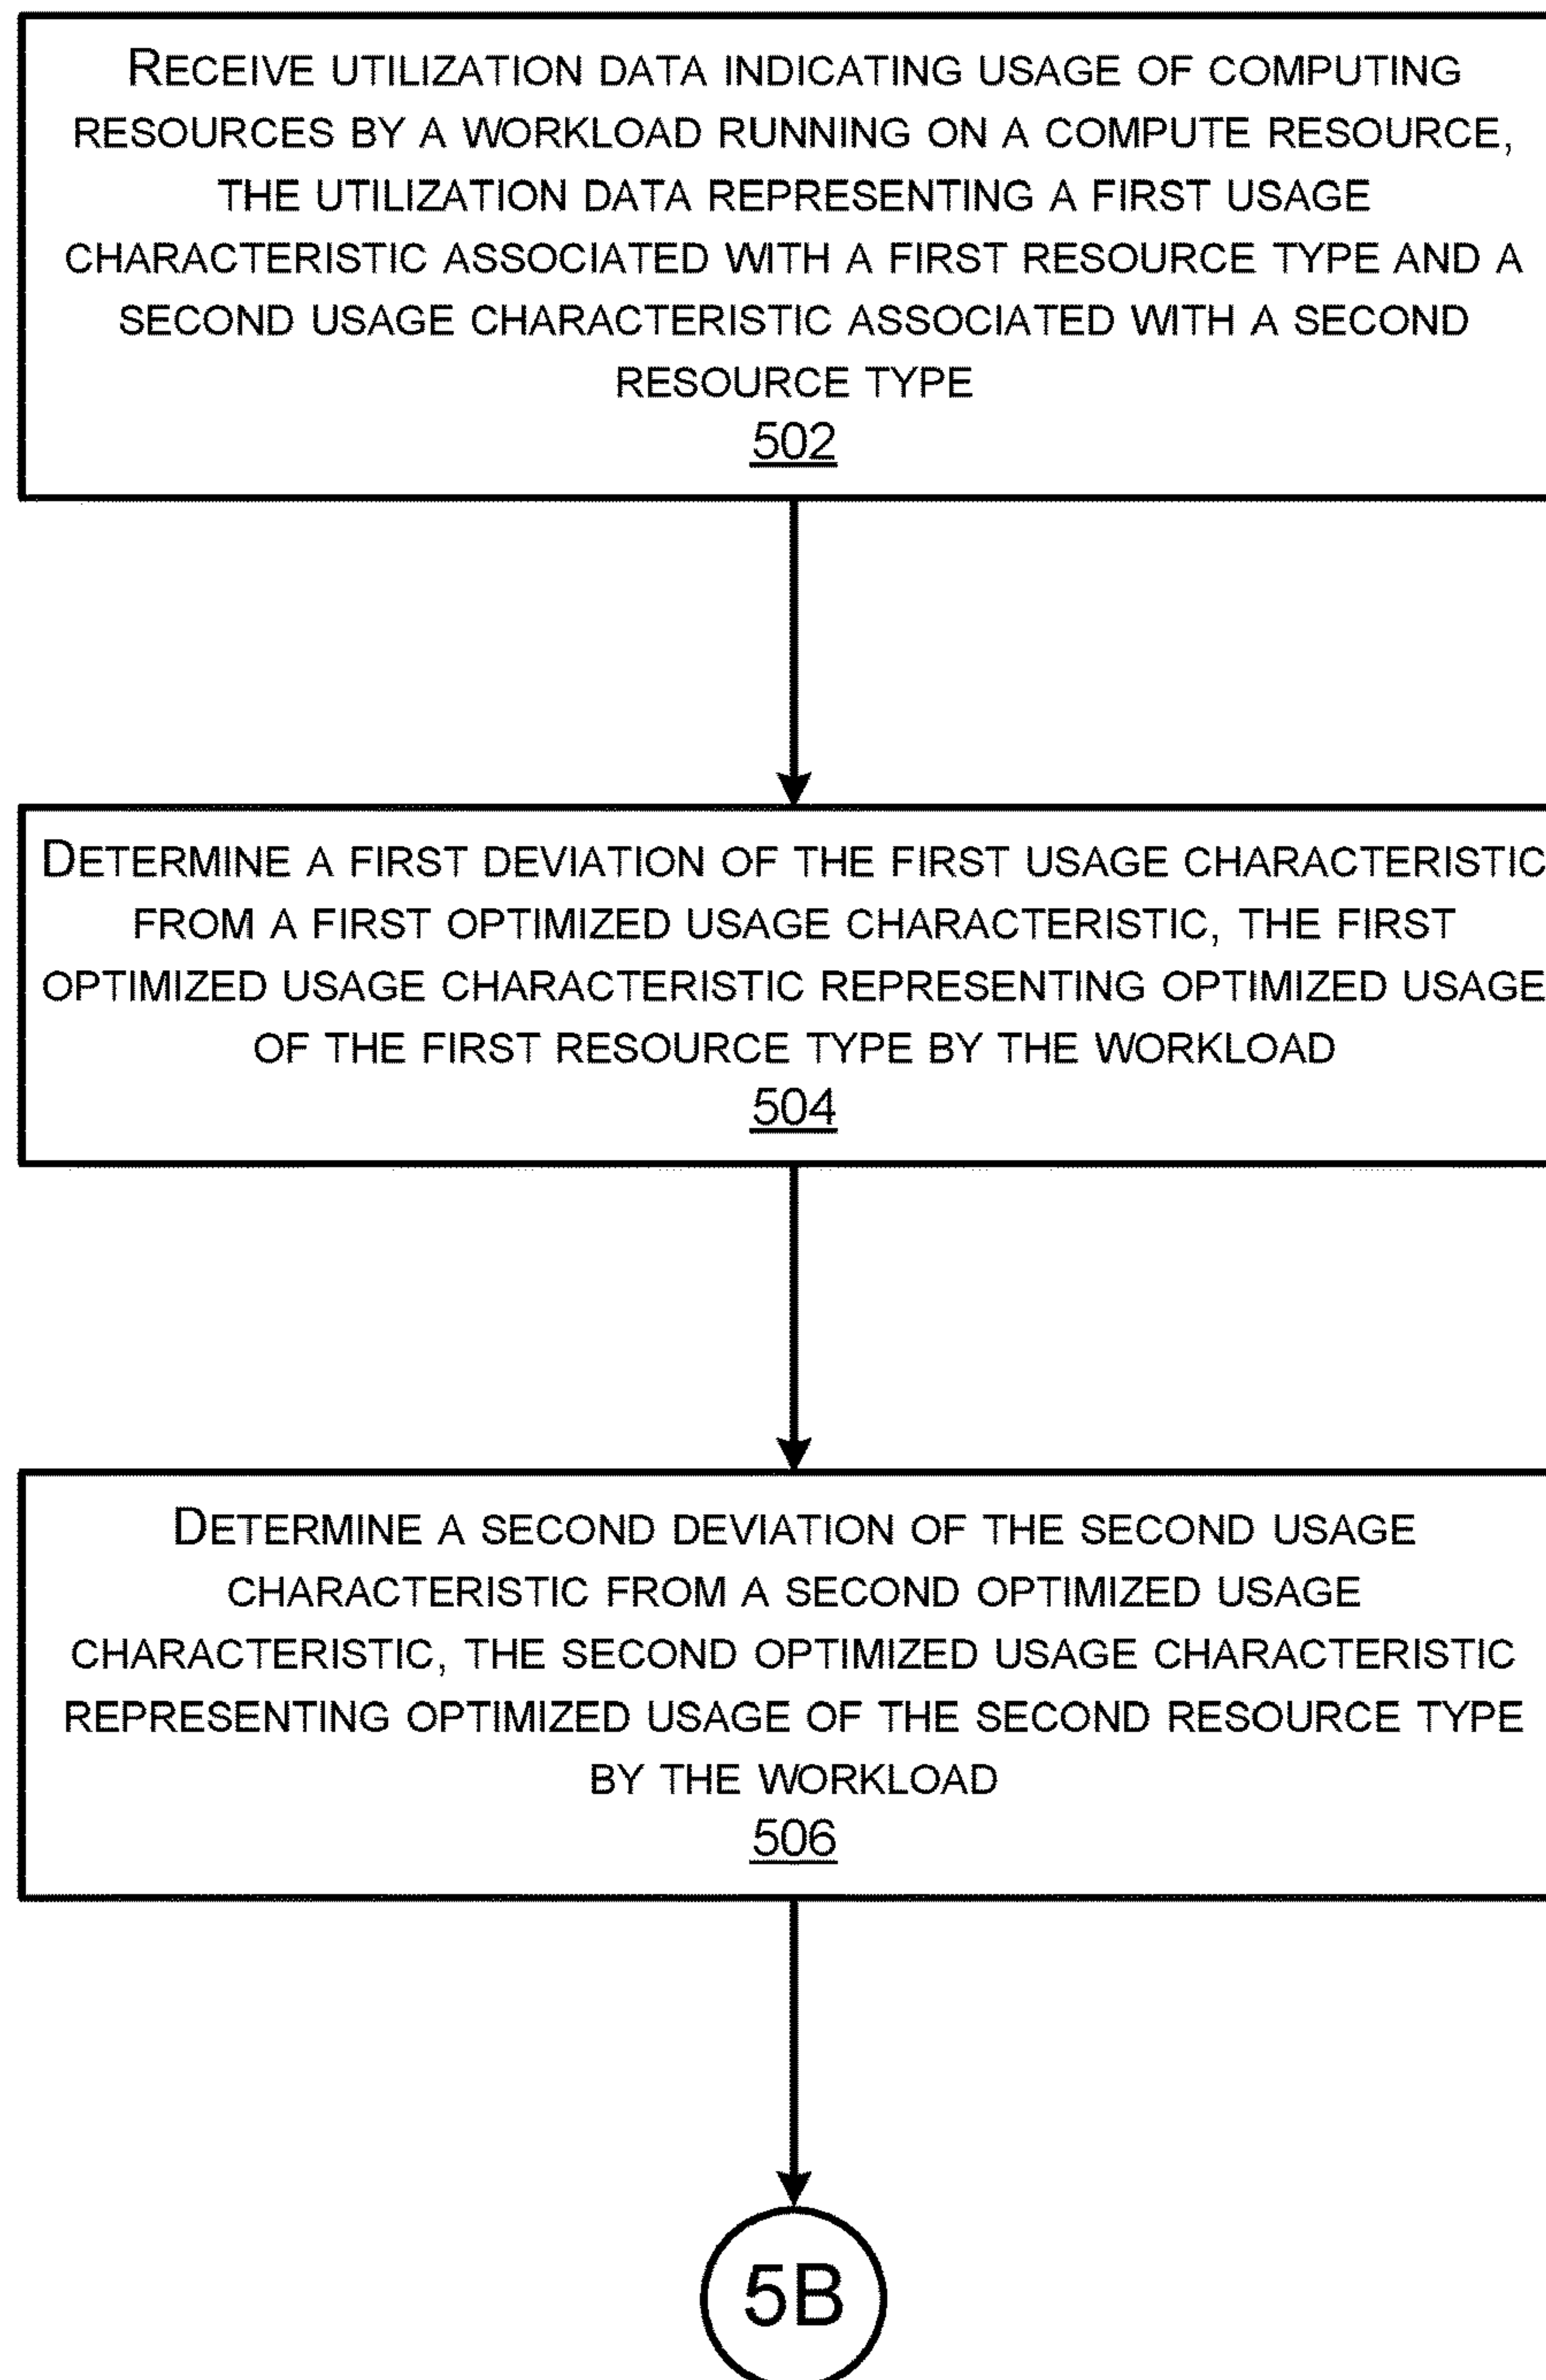 RECEIVE UTILIZATION DATA INDICATING USAGE OF COMPUTING
RESOURCES BY A WORKLOAD RUNNING ON A COMPUTE RESOURCE,
THE UTILIZATION DATA REPRESENTING A FIRST USAGE
CHARACTERISTIC ASSOCIATED WITH A FIRST RESOURCE TYPE AND A
SECOND USAGE CHARACTERISTIC ASSOCIATED WITH A SECOND
RESOURCE TYPE
502
DETERMINE A FIRST DEVIATION OF THE FIRST USAGE CHARACTERISTIC
FROM A FIRST OPTIMIZED USAGE CHARACTERISTIC, THE FIRST
OPTIMIZED USAGE CHARACTERISTIC REPRESENTING OPTIMIZED USAGE
OF THE FIRST RESOURCE TYPE BY THE WORKLOAD
504
DETERMINE A SECOND DEVIATION OF THE SECOND USAGE
CHARACTERISTIC FROM A SECOND OPTIMIZED USAGE
CHARACTERISTIC, THE SECOND OPTIMIZED USAGE CHARACTERISTIC
REPRESENTING OPTIMIZED USAGE OF THE SECOND RESOURCE TYPE
BY THE WORKLOAD
506
5B